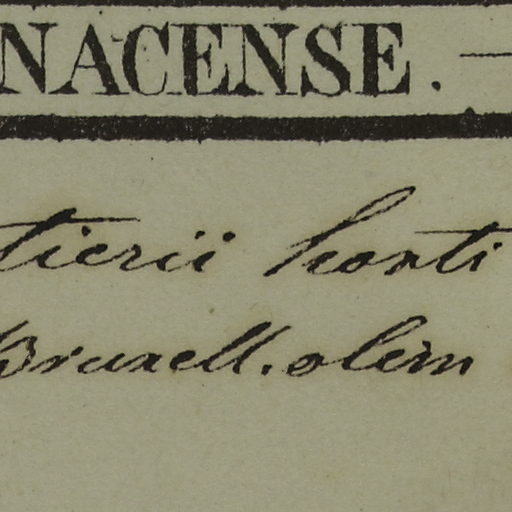 NACENSE.
tierii horti
Bruxell. olim